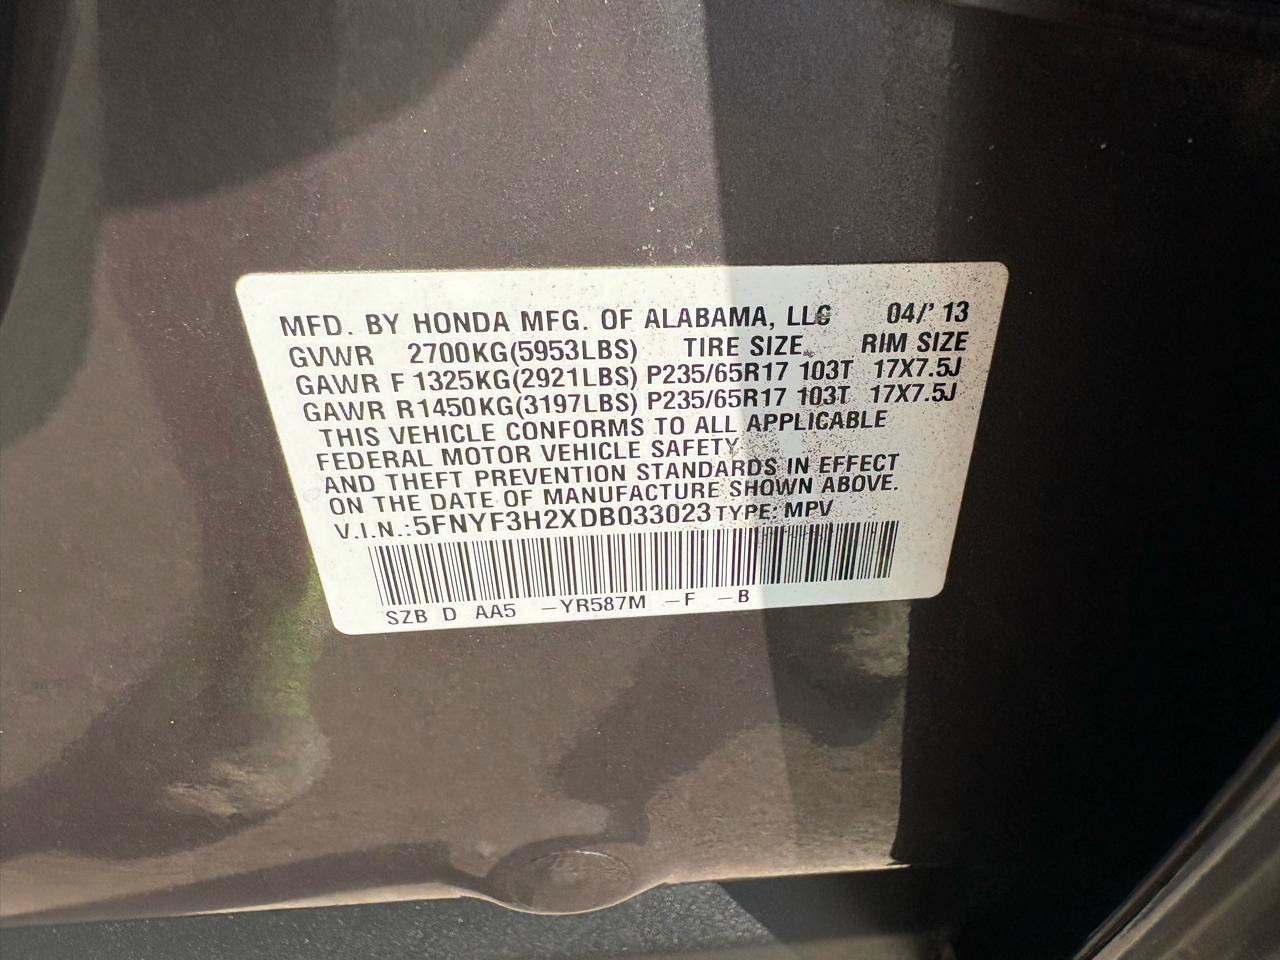 MFD. BY HONDA MFG. OF ALABAMA, LLC 04/'13
GVWR 2700KG(5953LBS) TIRE SIZE RIM SIZE
GAWR F 1325KG(2921LBS) P235/65R17 103T 17X7.5J
GAWR R1450KG(3197LBS) P235/65R17 103T 17X7.5J
THIS VEHICLE CONFORMS TO ALL APPLICABLE
FEDERAL MOTOR VEHICLE SAFETY
AND THEFT PREVENTION STANDARDS IN EFFECT
ON THE DATE OF MANUFACTURE SHOWN ABOVE.
V.I.N.:5FNYF3H2XDB033023 TYPE: MPV
SZB D AA5 -YR587M -F -B